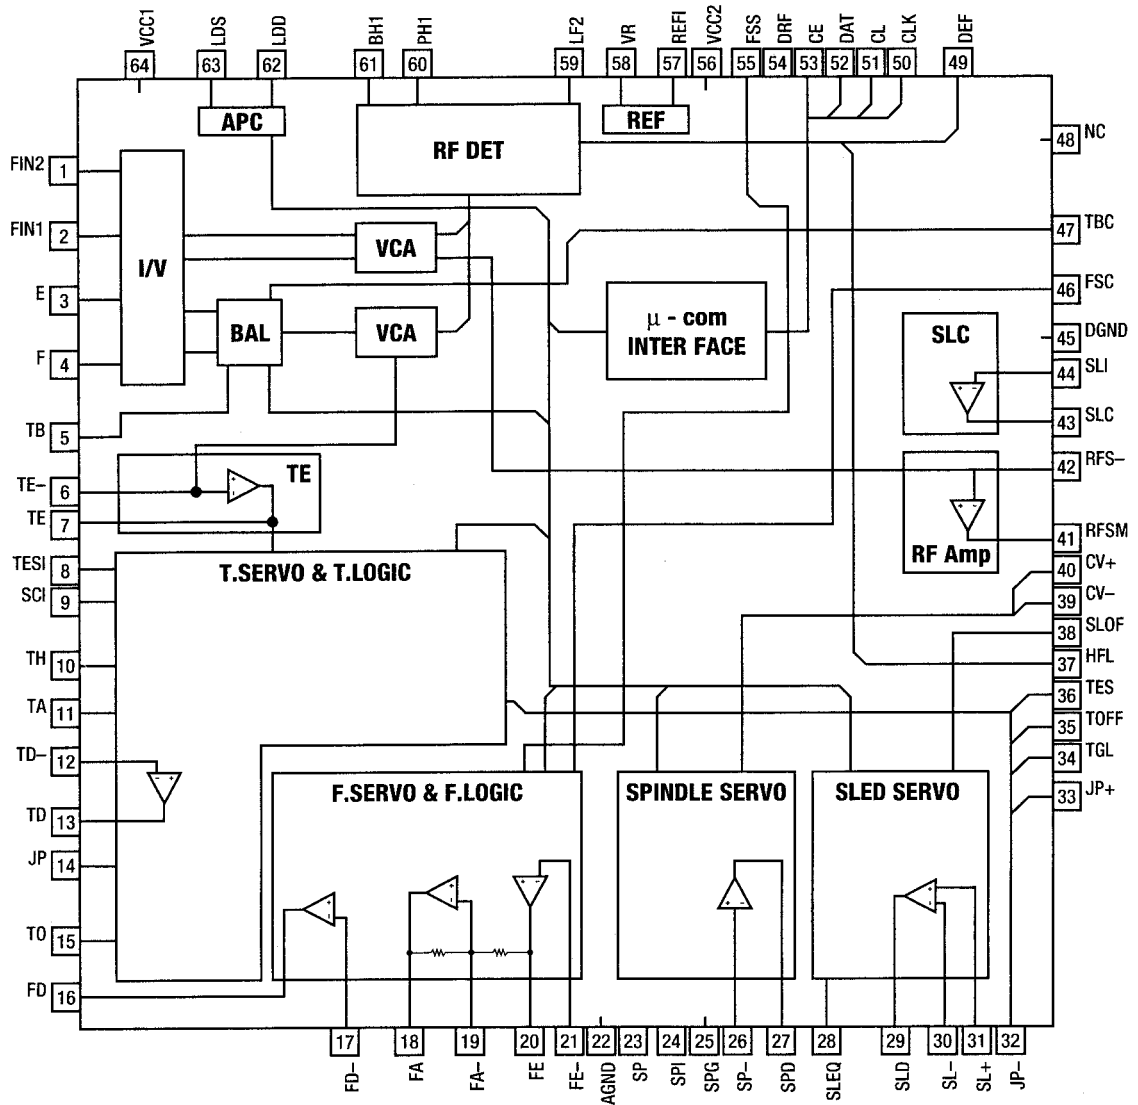 VCC1 LDS LDD BH1 PH1 LF2 VR REFI VCC2 FSS DRF CE DAT CL CLK DEF
64 63 62 61 60 59 58 57 56 55 54 53 52 51 50 49
APC
RF DET
REF
FIN2 1
FIN1 2
E 3
F 4
TB 5
TE– 6
TE 7
TESI 8
SCI 9
TH 10
TA 11
TD– 12
TD 13
JP 14
TO 15
FD 16
I/V
VCA
BAL
VCA
μ - com
INTER FACE
SLC
+ -
TE
+ -
RF Amp
+ -
T.SERVO & T.LOGIC
- +
F.SERVO & F.LOGIC
+ -
+ -
+ -
SPINDLE SERVO
+ -
SLED SERVO
+ -
48 NC
47 TBC
46 FSC
45 DGND
44 SLI
43 SLC
42 RFS–
41 RFSM
40 CV+
39 CV–
38 SLOF
37 HFL
36 TES
35 TOFF
34 TGL
33 JP+
17 18 19 20 21 22 23 24 25 26 27 28 29 30 31 32
FD– FA FA– FE FE– AGND SP SPI SPG SP– SPD SLEQ SLD SL– SL+ JP–